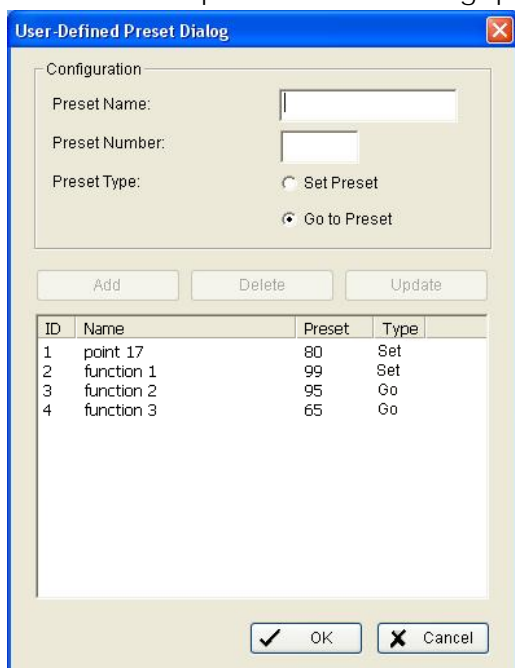 User-Defined Preset Dialog
Configuration
Preset Name:
Preset Number:
Preset Type: Set Preset
Go to Preset
Add Delete Update
ID Name Preset Type
1 point 17 80 Set
2 function 1 99 Set
3 function 2 95 Go
4 function 3 65 Go
OK Cancel